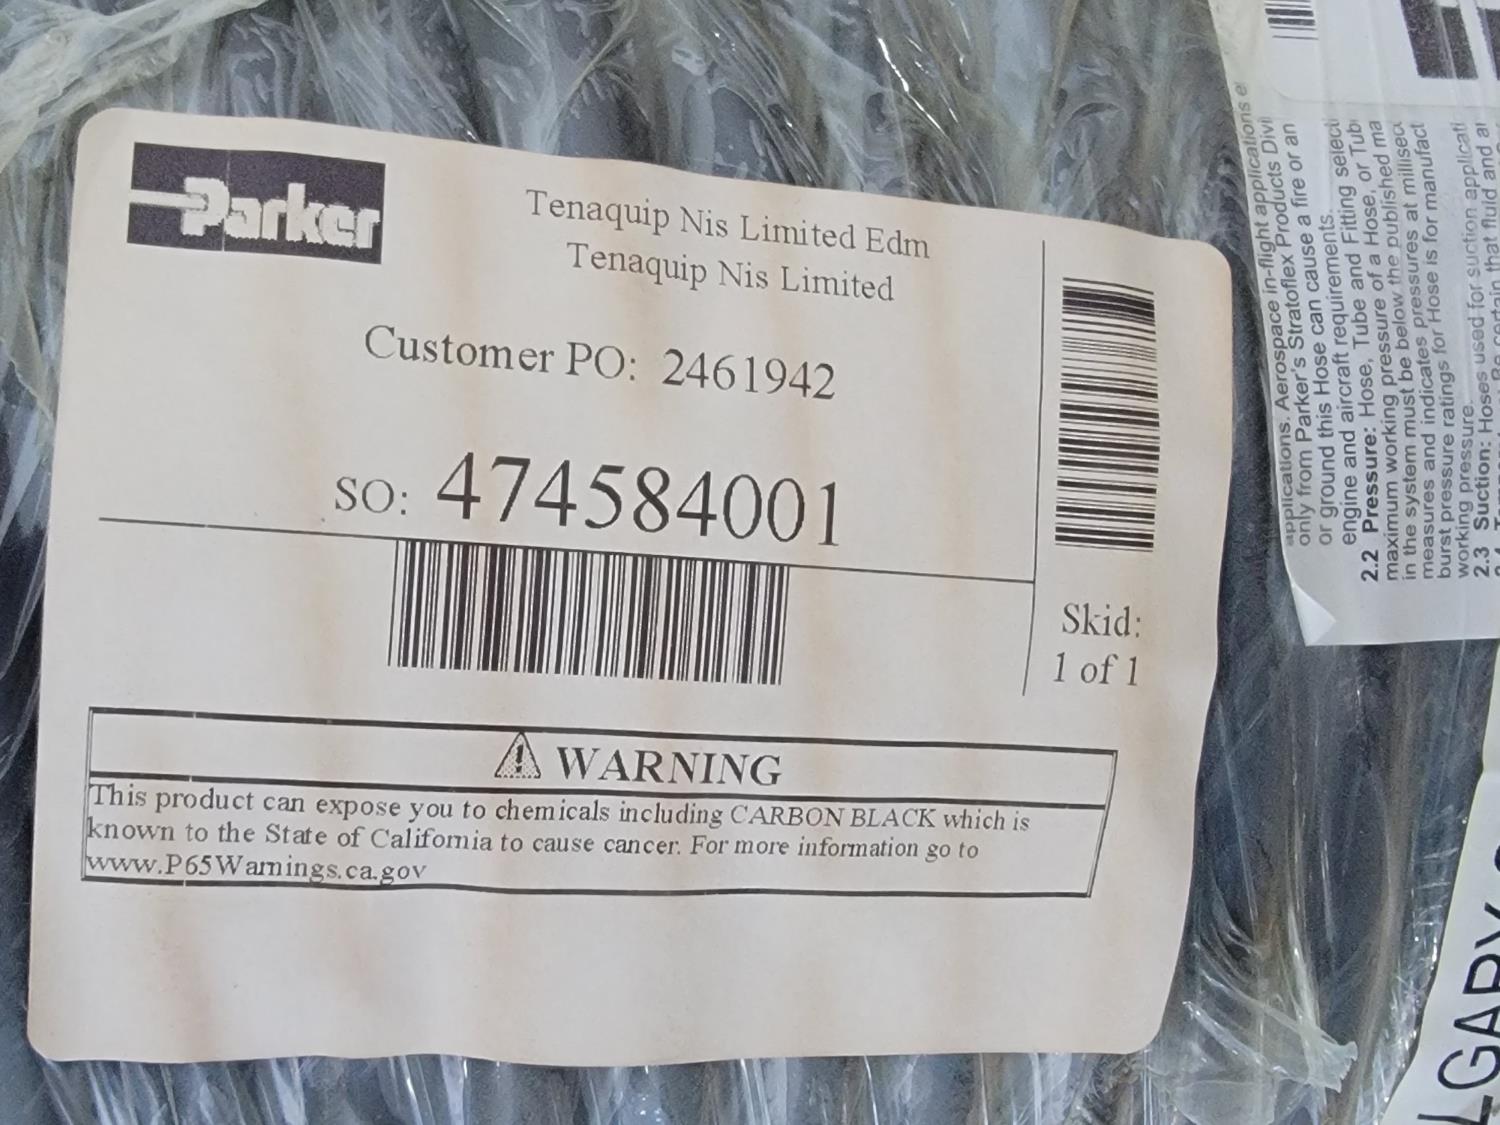 Parker
Tenaquip Nis Limited Edm
Tenaquip Nis Limited
Customer PO: 2461942
SO: 474584001
Skid:
1 of 1
WARNING
This product can expose you to chemicals including CARBON BLACK which is
known to the State of California to cause cancer. For more information go to
www.P65Warnings.ca.gov
applications. Aerospace in-flight applications
only from Parker's Stratoflex Products
or ground this Hose can cause a fire or an
engine and aircraft requirements.
2.2 Pressure: Hose, Tube and Fitting
maximum working pressure of a Hose, or
in the system must be below the published
measures and indicates pressures at
burst pressure ratings for Hose is for
working pressure.
2.3 Suction: Hoses used for suction
that fluid and
LGARY